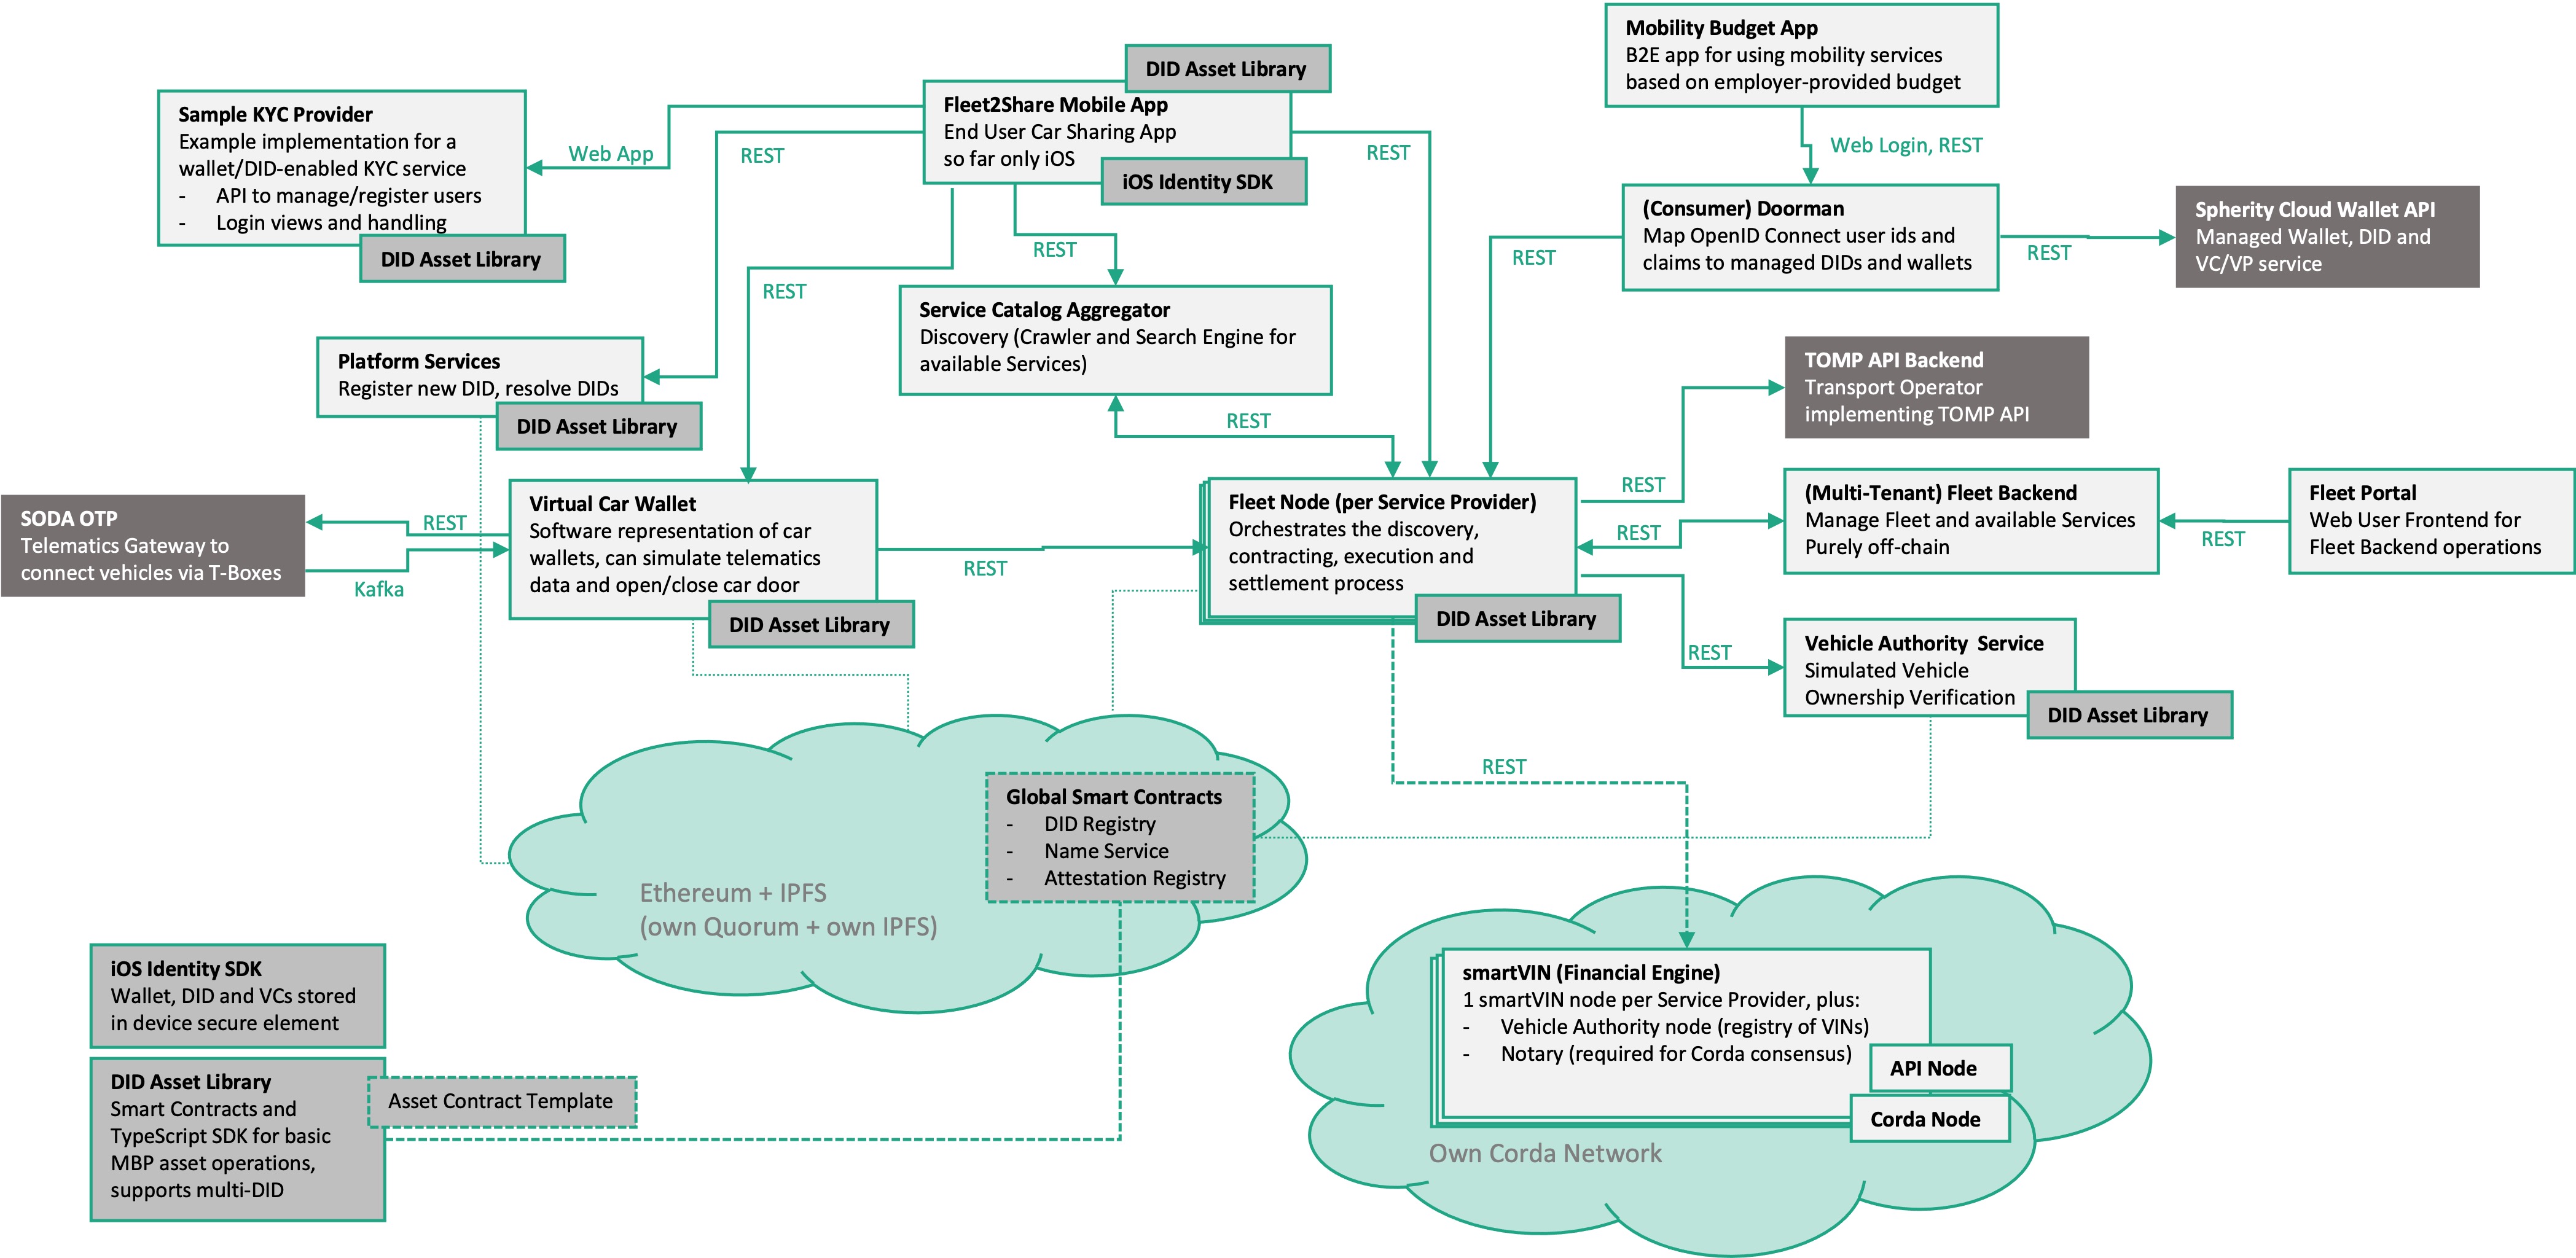 Mobility Budget App
B2E app for using mobility services
based on employer-provided budget
DID Asset Library
Fleet2Share Mobile App
End User Car Sharing App
so far only iOS
iOS Identity SDK
Sample KYC Provider
Example implementation for a
wallet/DID-enabled KYC service
- API to manage/register users
- Login views and handling
DID Asset Library
Web App
REST
REST
Web Login, REST
REST
REST
(Consumer) Doorman
Map OpenID Connect user ids and
claims to managed DIDs and wallets
REST
REST
Spherity Cloud Wallet API
Managed Wallet, DID and
VC/VP service
Service Catalog Aggregator
Discovery (Crawler and Search Engine for
available Services)
REST
Platform Services
Register new DID, resolve DIDs
DID Asset Library
TOMP API Backend
Transport Operator
implementing TOMP API
REST
SODA OTP
Telematics Gateway to
connect vehicles via T-Boxes
REST
Kafka
Virtual Car Wallet
Software representation of car
wallets, can simulate telematics
data and open/close car door
DID Asset Library
REST
Fleet Node (per Service Provider)
Orchestrates the discovery,
contracting, execution and
settlement process
DID Asset Library
REST
(Multi-Tenant) Fleet Backend
Manage Fleet and available Services
Purely off-chain
REST
Fleet Portal
Web User Frontend for
Fleet Backend operations
REST
Vehicle Authority Service
Simulated Vehicle
Ownership Verification
DID Asset Library
REST
Global Smart Contracts
- DID Registry
- Name Service
- Attestation Registry
Ethereum + IPFS
(own Quorum + own IPFS)
iOS Identity SDK
Wallet, DID and VCs stored
in device secure element
DID Asset Library
Smart Contracts and
TypeScript SDK for basic
MBP asset operations,
supports multi-DID
Asset Contract Template
smartVIN (Financial Engine)
1 smartVIN node per Service Provider, plus:
- Vehicle Authority node (registry of VINs)
- Notary (required for Corda consensus)
API Node
Corda Node
Own Corda Network